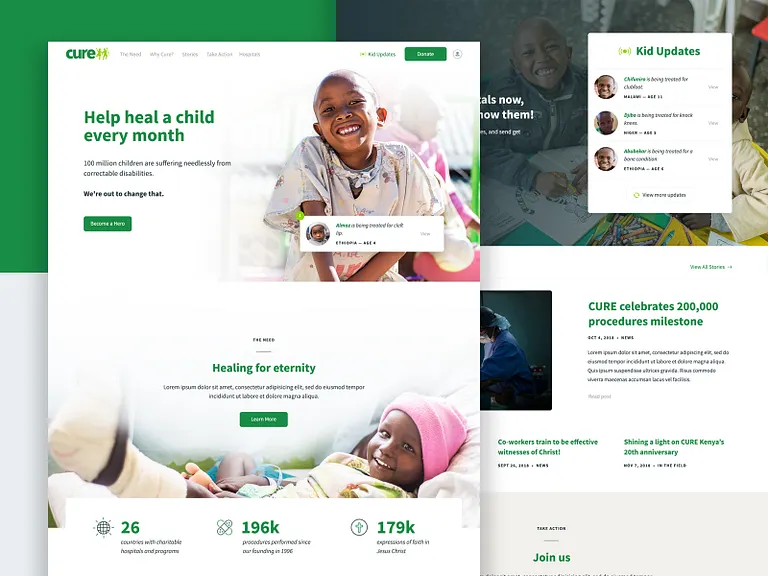 cure
The Need Why Cure? Stories Take Action Hospitals
Kid Updates
Donate
Help heal a child
every month
100 million children are suffering needlessly from
correctable disabilities.
We're out to change that.
Become a Hero
1
Almaz is being treated for cleft
lip.
ETHIOPIA — AGE 4
View
THE NEED
Healing for eternity
Lorem ipsum dolor sit amet, consectetur adipisicing elit, sed do eiusmod tempor
incididunt ut labore et dolore magna aliqua.
Learn More
26
countries with charitable
hospitals and programs
196k
procedures performed since
our founding in 1996
179k
expressions of faith in
Jesus Christ
tals now,
now them!
es, and send get
Kid Updates
Chifuniro is being treated for
clubfoot.
MALAWI — AGE 11
View
Djibo is being treated for knock
knees.
NIGER — AGE 3
View
Abubeker is being treated for a
bone condition
ETHIOPIA — AGE 6
View
View more updates
View All Stories →
CURE celebrates 200,000
procedures milestone
OCT 4, 2018 • NEWS
Lorem ipsum dolor sit amet, consectetur adipiscing elit, sed do
eiusmod tempor incididunt ut labore et dolore magna aliqua.
Quis ipsum suspendisse ultrices gravida. Risus commodo
viverra maecenas accumsan lacus vel facilisis.
Read post
Co-workers train to be effective
witnesses of Christ!
SEPT 26, 2018 • NEWS
Shining a light on CURE Kenya's
20th anniversary
NOV 7, 2018 • IN THE FIELD
TAKE ACTION
Join us